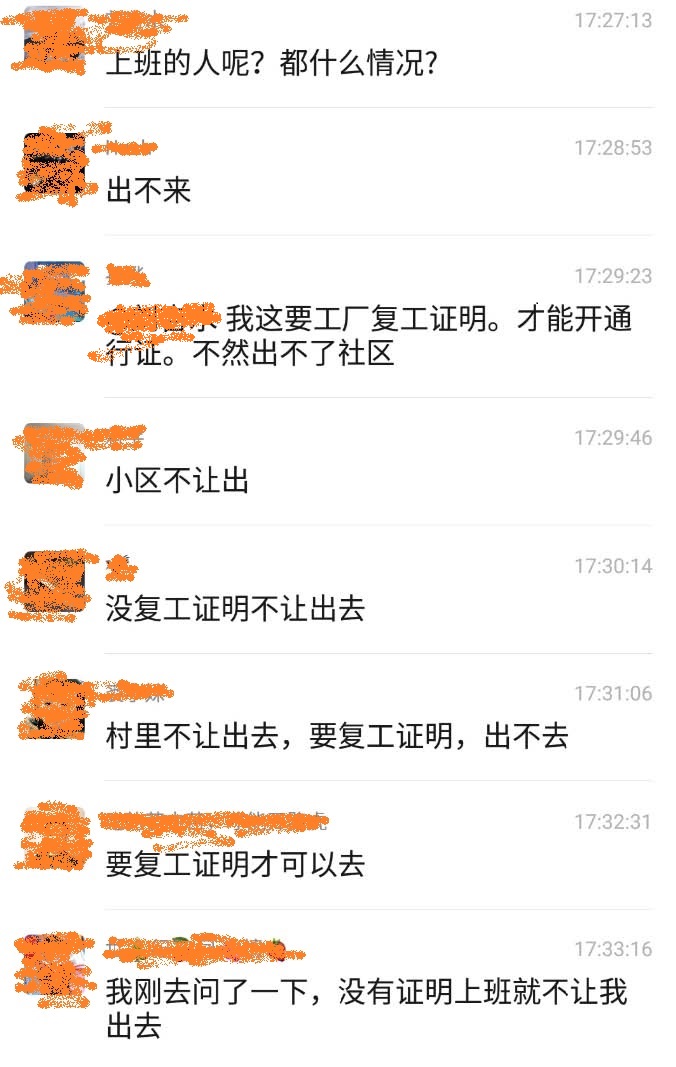 17:27:13
上班的人呢？都什么情况?
17:28:53
出不来
17:29:23
我这要工厂复工证明。才能开通
行证。不然出不了社区
17:29:46
小区不让出
17:30:14
没复工证明不让出去
17:31:06
村里不让出去，要复工证明，出不去
17:32:31
要复工证明才可以去
17:33:16
我刚去问了一下，没有证明上班就不让我
出去